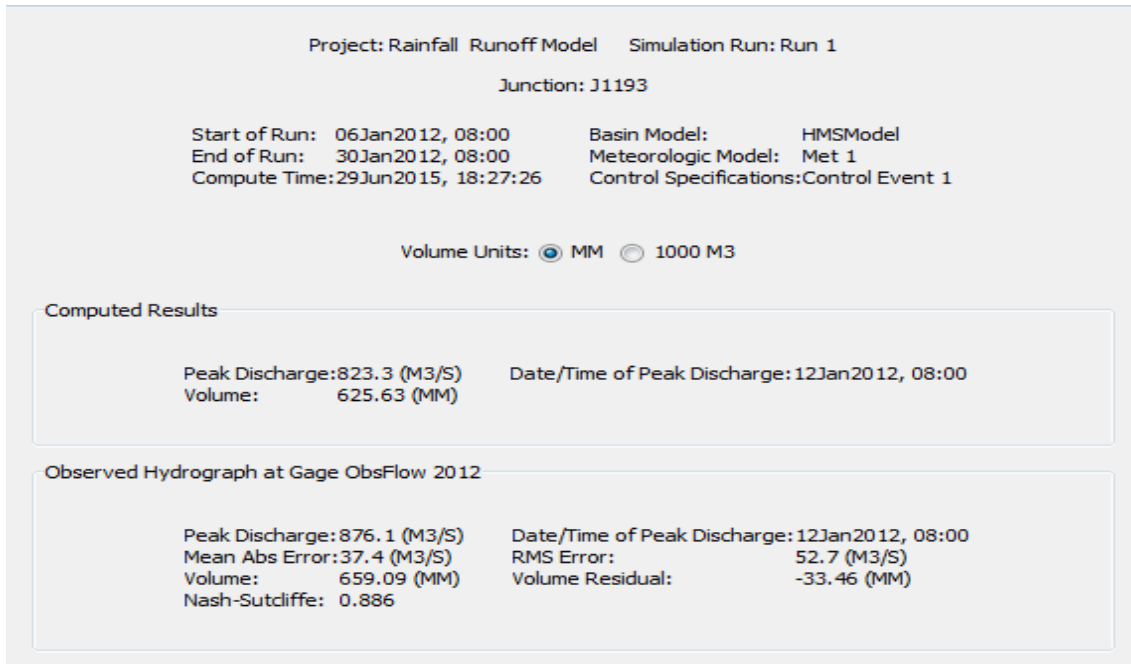 Project: Rainfall Runoff Model Simulation Run: Run 1
Junction: J1193
Start of Run: 06Jan2012, 08:00 Basin Model: HMSModel
End of Run: 30Jan2012, 08:00 Meteorologic Model: Met 1
Compute Time:29Jun2015, 18:27:26 Control Specifications:Control Event 1
Volume Units: MM 1000 M3
Computed Results
Peak Discharge:823.3 (M3/S) Date/Time of Peak Discharge:12Jan2012, 08:00
Volume: 625.63 (MM)
Observed Hydrograph at Gage ObsFlow 2012
Peak Discharge:876.1 (M3/S) Date/Time of Peak Discharge:12Jan2012, 08:00
Mean Abs Error:37.4 (M3/S) RMS Error: 52.7 (M3/S)
Volume: 659.09 (MM) Volume Residual: -33.46 (MM)
Nash-Sutcliffe: 0.886